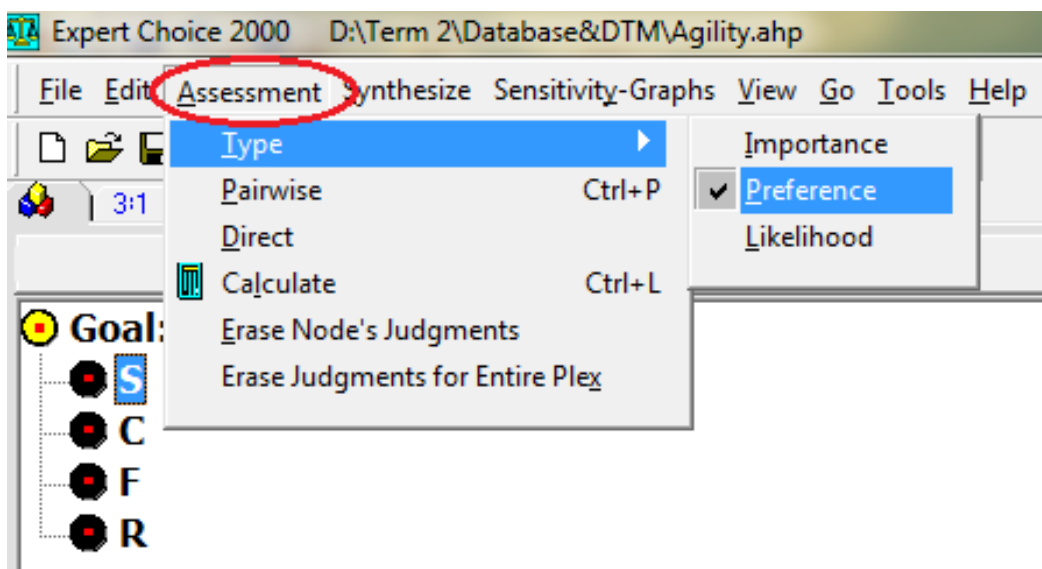 Expert Choice 2000 D:\Term 2\Database&DTM\Agility.ahp
File Edit Assessment Synthesize Sensitivity-Graphs View Go Tools Help
Type Importance
3:1 Pairwise Ctrl+P Preference
Direct Likelihood
Calculate Ctrl+L
Goal: Erase Node's Judgments
S Erase Judgments for Entire Plex
C
F
R